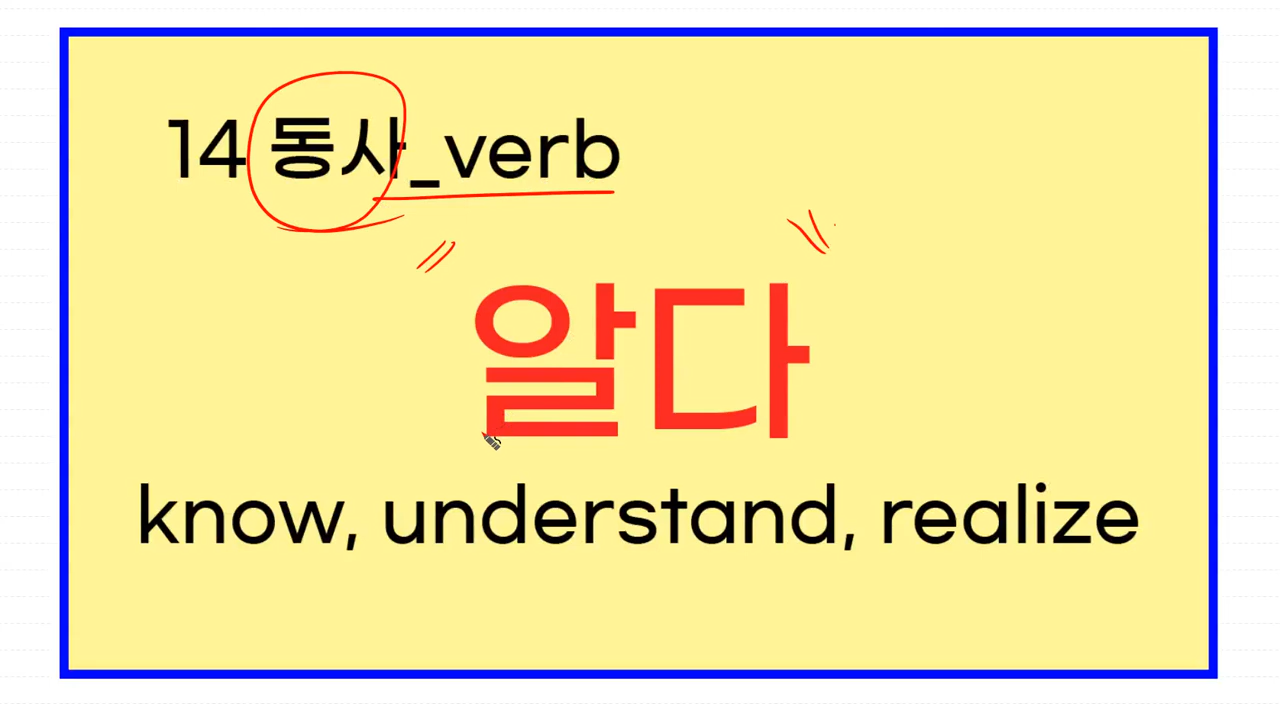 14 동사_verb
알다
know, understand, realize